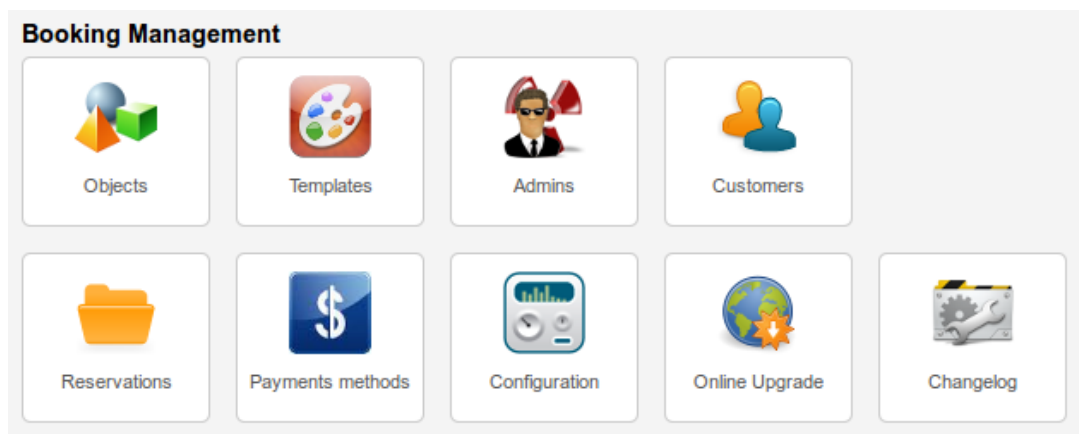 Booking Management
Objects
Templates
Admins
Customers
Reservations
Payments methods
Configuration
Online Upgrade
Changelog